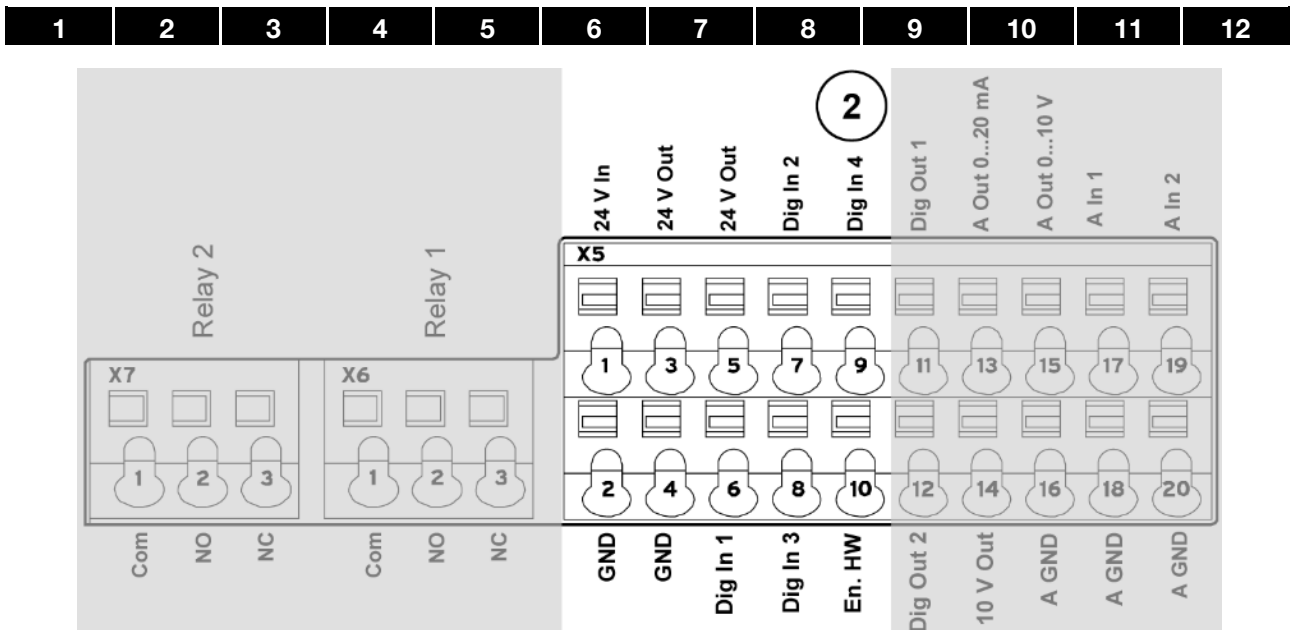 1 2 3 4 5 6 7 8 9 10 11 12
2
24 V In 24 V Out 24 V Out Dig In 2 Dig In 4 Dig Out 1 A Out 0...20 mA A Out 0...10 V A In 1 A In 2
Relay 2 Relay 1
X5
1 3 5 7 9 11 13 15 17 19
X7 X6
1 2 3 1 2 3 2 4 6 8 10 12 14 16 18 20
Com NO NC Com NO NC GND GND Dig In 1 Dig In 3 En. HW Dig Out 2 10 V Out A GND A GND A GND